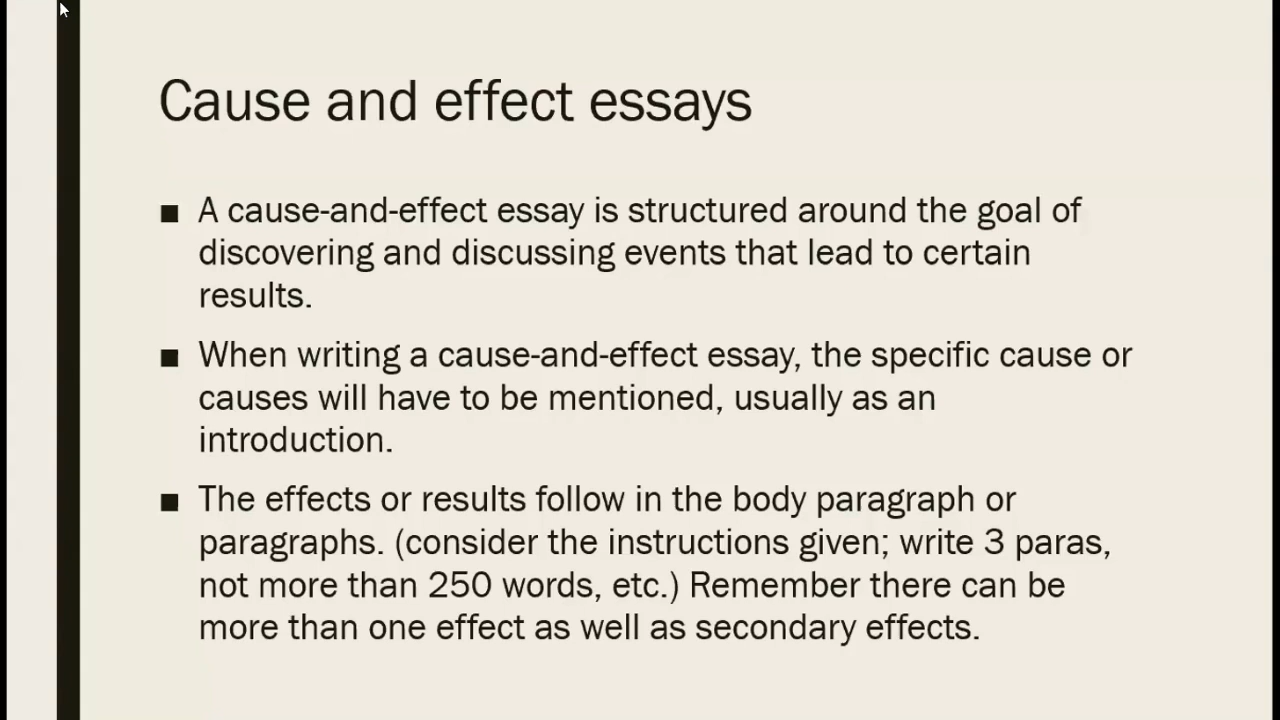 Cause and effect essays
■ A cause-and-effect essay is structured around the goal of
discovering and discussing events that lead to certain
results.
■ When writing a cause-and-effect essay, the specific cause or
causes will have to be mentioned, usually as an
introduction.
■ The effects or results follow in the body paragraph or
paragraphs. (consider the instructions given; write 3 paras,
not more than 250 words, etc.) Remember there can be
more than one effect as well as secondary effects.